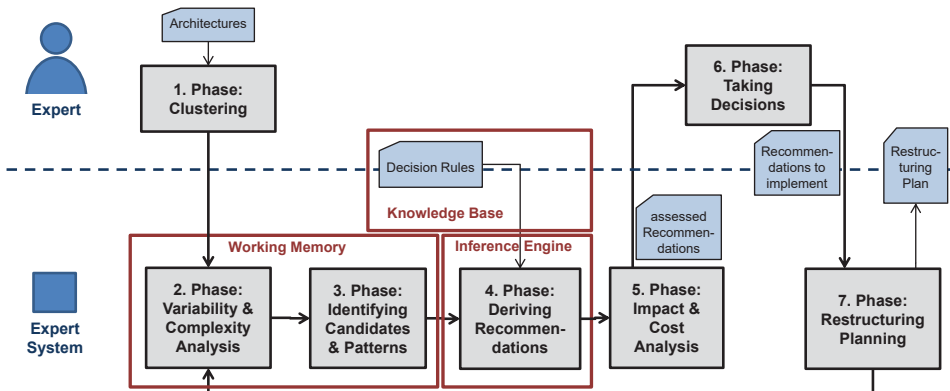 Architectures
1. Phase:
Clustering
Expert
6. Phase:
Taking
Decisions
Decision Rules
Knowledge Base
Recommen-
dations to
implement
Restruc-
turing
Plan
assessed
Recommen-
dations
Working Memory
Inference Engine
2. Phase:
Variability &
Complexity
Analysis
3. Phase:
Identifying
Candidates
& Patterns
4. Phase:
Deriving
Recommen-
dations
5. Phase:
Impact &
Cost
Analysis
7. Phase:
Restructuring
Planning
Expert
System